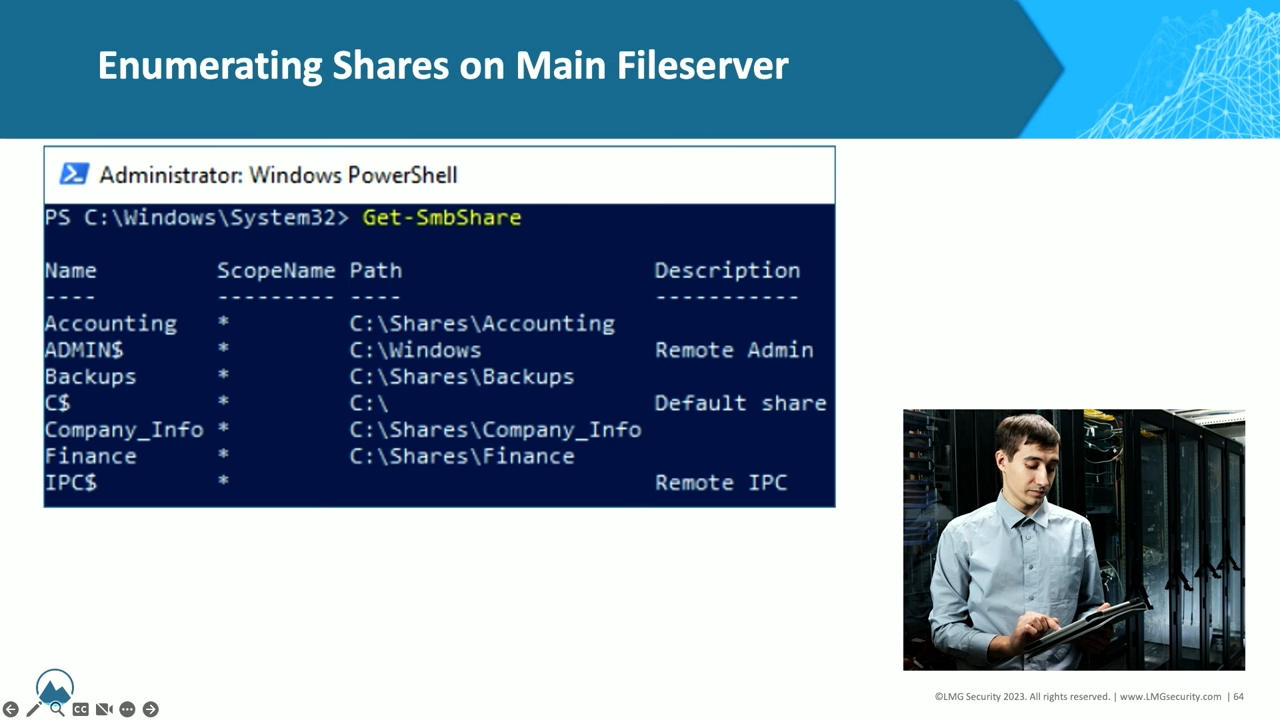 Enumerating Shares on Main Fileserver
Administrator: Windows PowerShell
PS C:\Windows\System32> Get-SmbShare
Name ScopeName Path Description
---- --------- ---- -----------
Accounting * C:\Shares\Accounting
ADMIN$ * C:\Windows Remote Admin
Backups * C:\Shares\Backups
C$ * C:\ Default share
Company_Info * C:\Shares\Company_Info
Finance * C:\Shares\Finance
IPC$ * Remote IPC
©LMG Security 2023. All rights reserved. | www.LMGsecurity.com | 64
CC